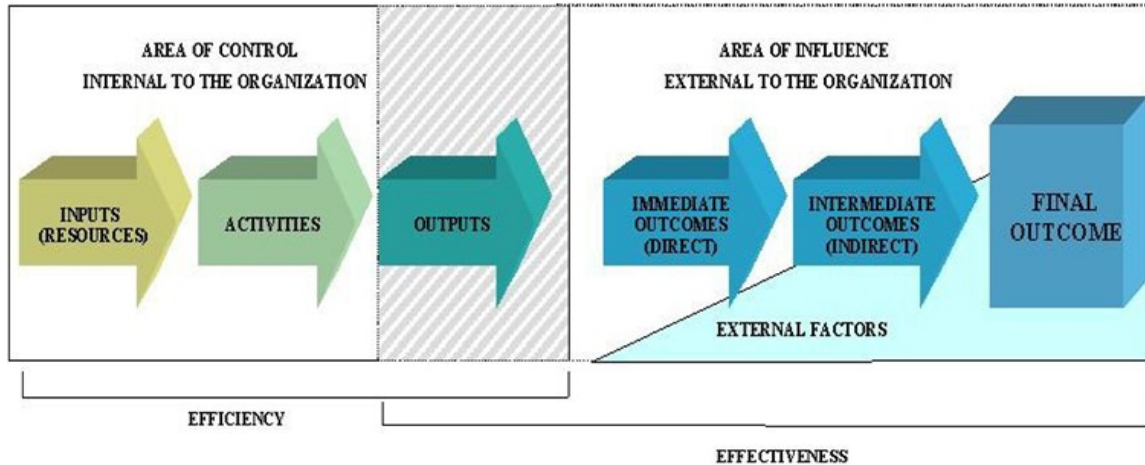 AREA OF CONTROL
INTERNAL TO THE ORGANIZATION
AREA OF INFLUENCE
EXTERNAL TO THE ORGANIZATION
INPUTS
(RESOURCES)
ACTIVITIES
OUTPUTS
IMMEDIATE
OUTCOMES
(DIRECT)
INTERMEDIATE
OUTCOMES
(INDIRECT)
FINAL
OUTCOME
EXTERNAL FACTORS
EFFICIENCY
EFFECTIVENESS